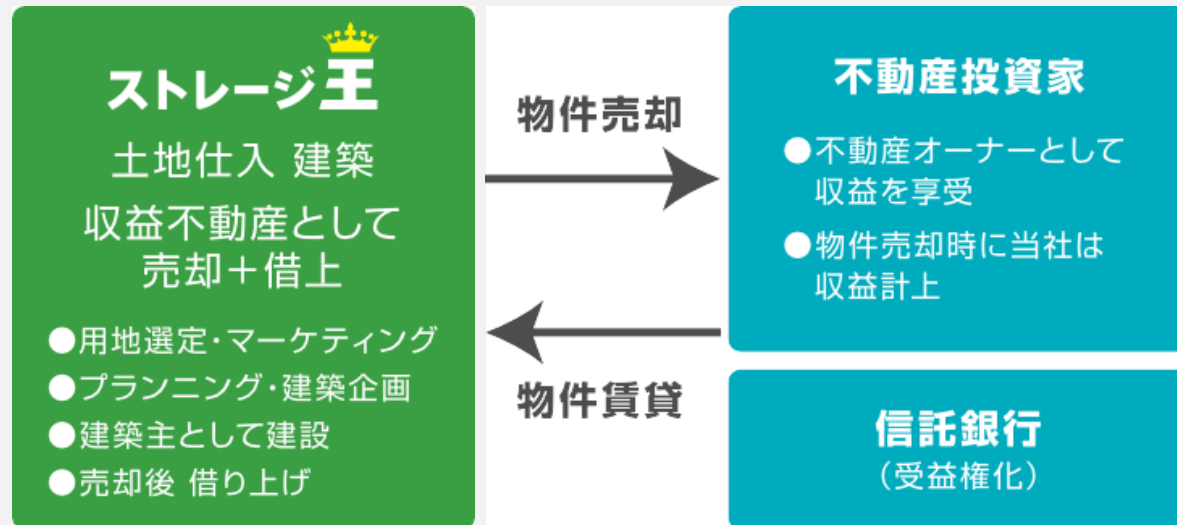 ストレージ王
土地仕入 建築
収益不動産として
売却＋借上
●用地選定・マーケティング
●プランニング・建築企画
●建築主として建設
●売却後 借り上げ
物件売却
物件賃貸
不動産投資家
●不動産オーナーとして
収益を享受
●物件売却時に当社は
収益計上
信託銀行
（受益権化）